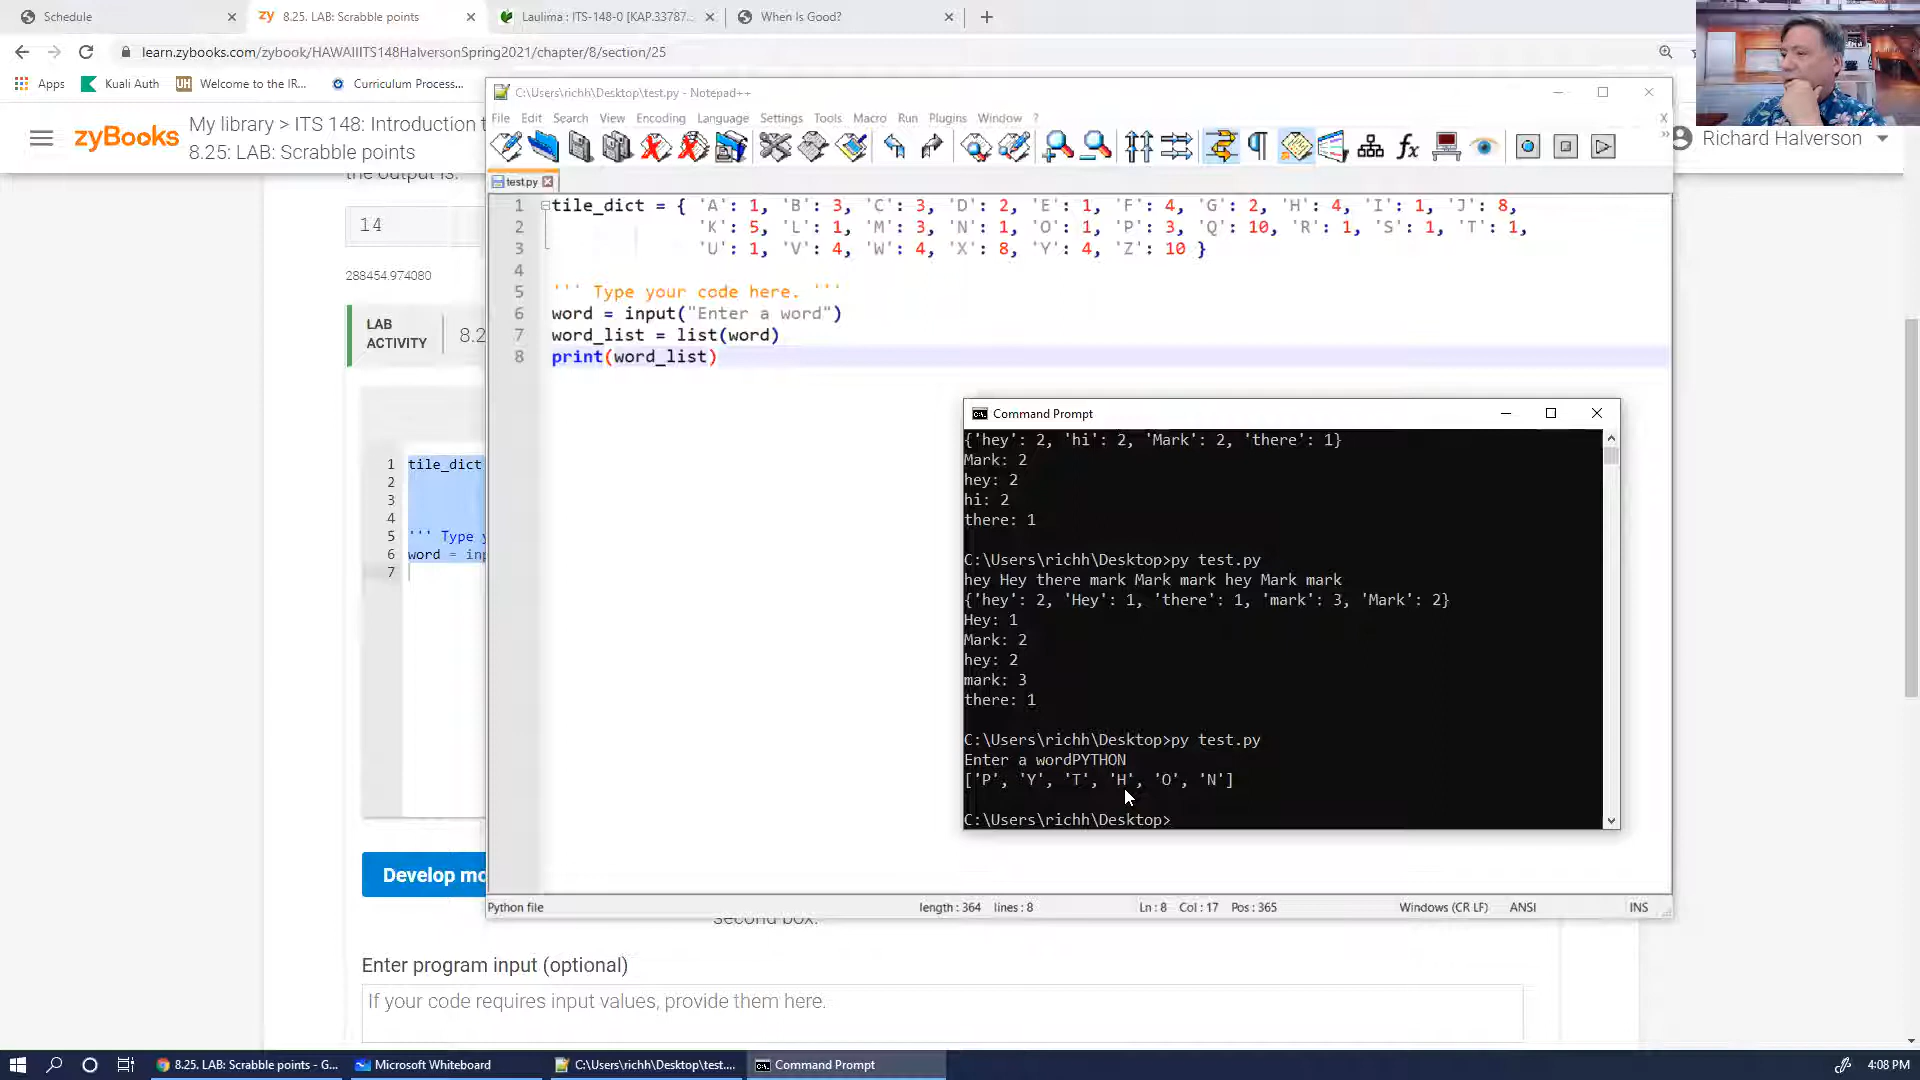 Schedule
8.25. LAB: Scrabble points
Laulima : ITS-148-0 [KAP.33787...
When Is Good?
learn.zybooks.com/zybook/HAWAIIITS148HalversonSpring2021/chapter/8/section/25
Apps
Kuali Auth
Welcome to the IR...
Curriculum Process...
zyBooks
My library > ITS 148: Introduction t
8.25: LAB: Scrabble points
Richard Halverson
the output is:
14
288454.974080
LAB
ACTIVITY
8.2
1 tile_dict
2
3
4
5 ''' Type y
6 word = inp
7
Develop mo
second box.
Enter program input (optional)
If your code requires input values, provide them here.
C:\Users\richh\Desktop\test.py - Notepad++
File Edit Search View Encoding Language Settings Tools Macro Run Plugins Window ? X
test.py
1 tile_dict = { 'A': 1, 'B': 3, 'C': 3, 'D': 2, 'E': 1, 'F': 4, 'G': 2, 'H': 4, 'I': 1, 'J': 8,
2 'K': 5, 'L': 1, 'M': 3, 'N': 1, 'O': 1, 'P': 3, 'Q': 10, 'R': 1, 'S': 1, 'T': 1,
3 'U': 1, 'V': 4, 'W': 4, 'X': 8, 'Y': 4, 'Z': 10 }
4
5 ''' Type your code here. '''
6 word = input("Enter a word")
7 word_list = list(word)
8 print(word_list)
Python file length : 364 lines : 8 Ln : 8 Col : 17 Pos : 365 Windows (CR LF) ANSI INS
Command Prompt
{'hey': 2, 'hi': 2, 'Mark': 2, 'there': 1}
Mark: 2
hey: 2
hi: 2
there: 1
C:\Users\richh\Desktop>py test.py
hey Hey there mark Mark mark hey Mark mark
{'hey': 2, 'Hey': 1, 'there': 1, 'mark': 3, 'Mark': 2}
Hey: 1
Mark: 2
hey: 2
mark: 3
there: 1
C:\Users\richh\Desktop>py test.py
Enter a wordPYTHON
['P', 'Y', 'T', 'H', 'O', 'N']
C:\Users\richh\Desktop>
8.25. LAB: Scrabble points - G...
Microsoft Whiteboard
C:\Users\richh\Desktop\test....
Command Prompt
4:08 PM